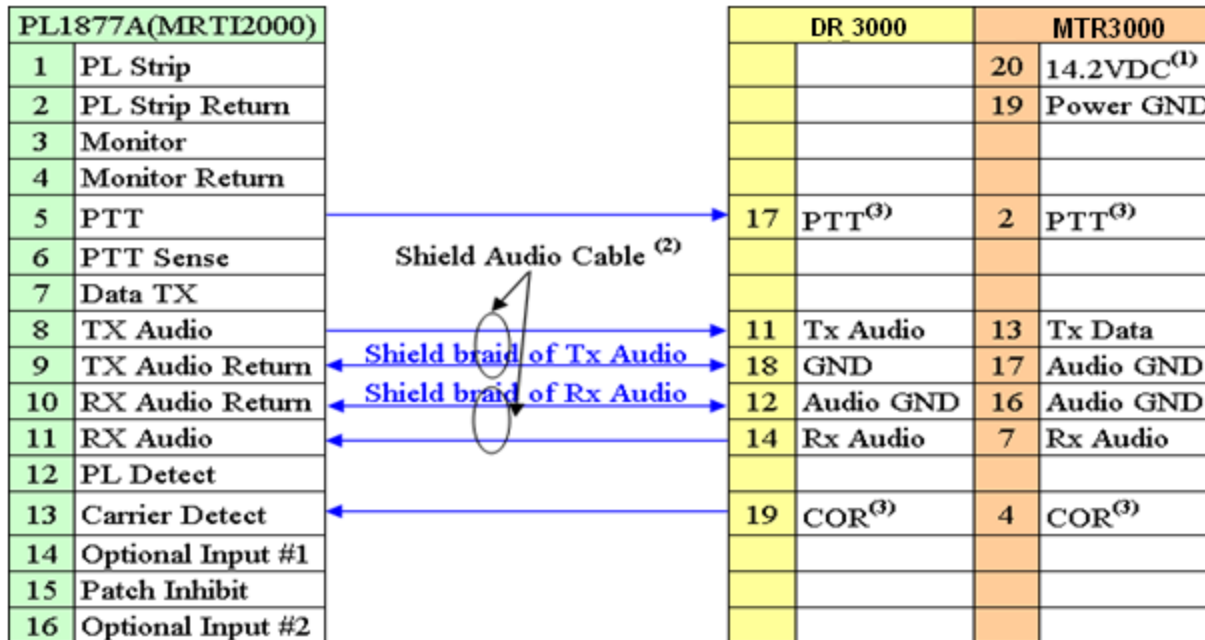 PL1877A(MRTI2000) DR 3000 MTR3000
1 PL Strip 20 14.2VDC(1)
2 PL Strip Return 19 Power GND
3 Monitor
4 Monitor Return
5 PTT 17 PTT(3) 2 PTT(3)
6 PTT Sense Shield Audio Cable (2)
7 Data TX
8 TX Audio 11 Tx Audio 13 Tx Data
9 TX Audio Return Shield braid of Tx Audio 18 GND 17 Audio GND
10 RX Audio Return Shield braid of Rx Audio 12 Audio GND 16 Audio GND
11 RX Audio 14 Rx Audio 7 Rx Audio
12 PL Detect
13 Carrier Detect 19 COR(3) 4 COR(3)
14 Optional Input #1
15 Patch Inhibit
16 Optional Input #2